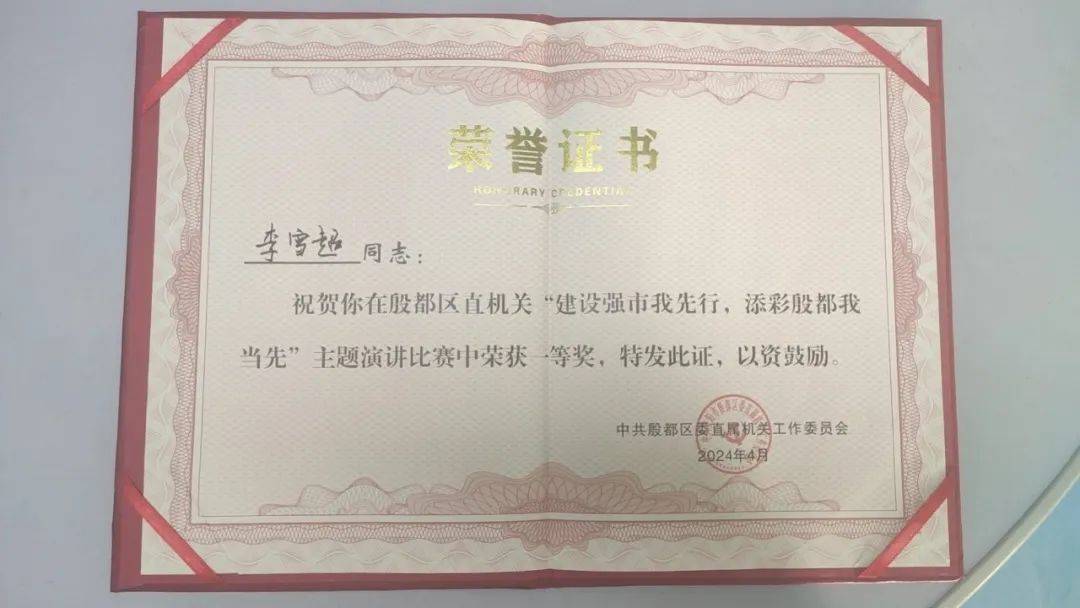 荣誉证书
HONORARY CREDENTIAL
李雪超 同志：
祝贺你在殷都区直机关“建设强市我先行，添彩殷都我
当先”主题演讲比赛中荣获一等奖，特发此证，以资鼓励。
中共殷都区委直属机关工作委员会
2024年4月